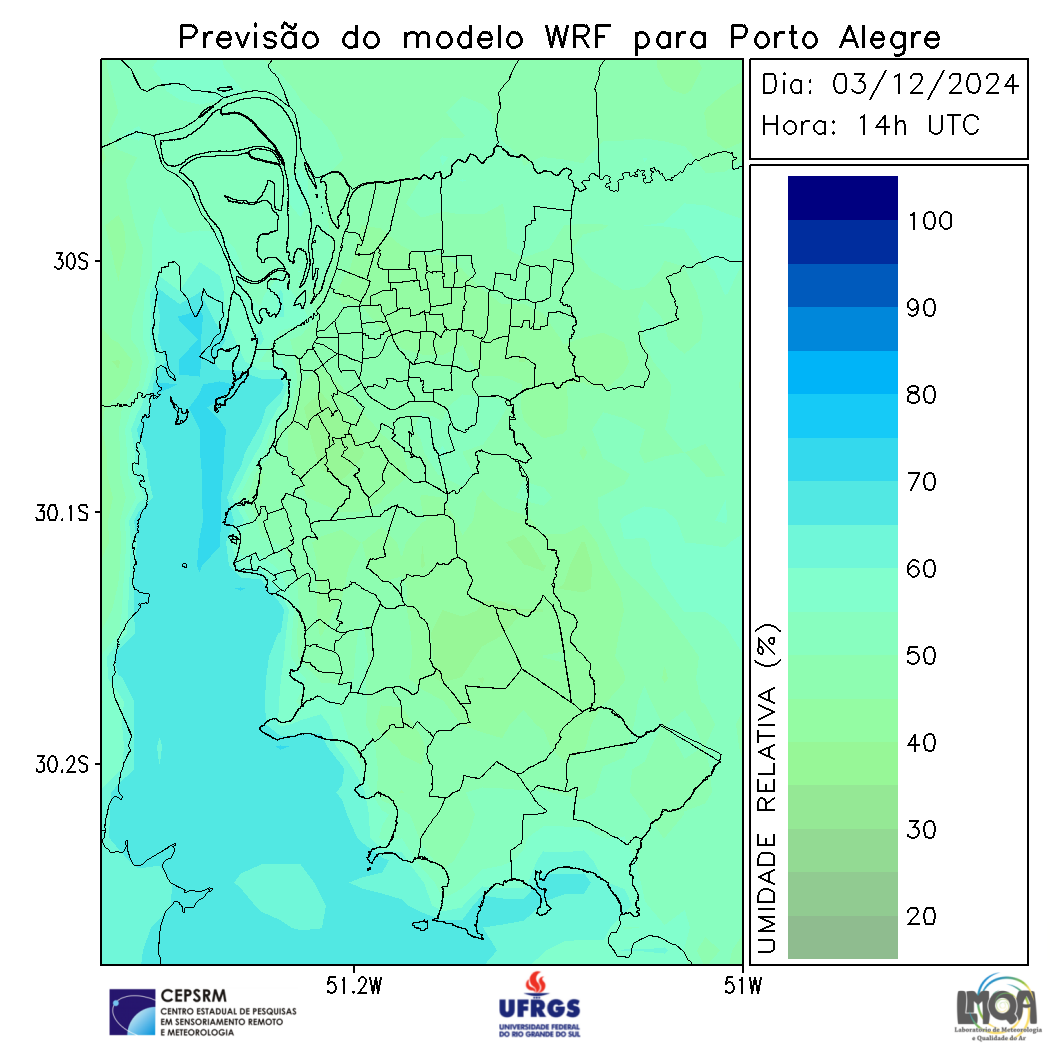 Previsão do modelo WRF para Porto Alegre
Dia: 03/12/2024
Hora: 14h UTC
30S
30.1S
30.2S
51.2W
51W
100
90
80
70
60
50
40
30
20
UMIDADE RELATIVA (%)
CEPSRM
CENTRO ESTADUAL DE PESQUISAS
EM SENSORIAMENTO REMOTO
E METEOROLOGIA
UFRGS
UNIVERSIDADE FEDERAL
DO RIO GRANDE DO SUL
LMQA
Laboratório de Meteorologia
e Qualidade do Ar